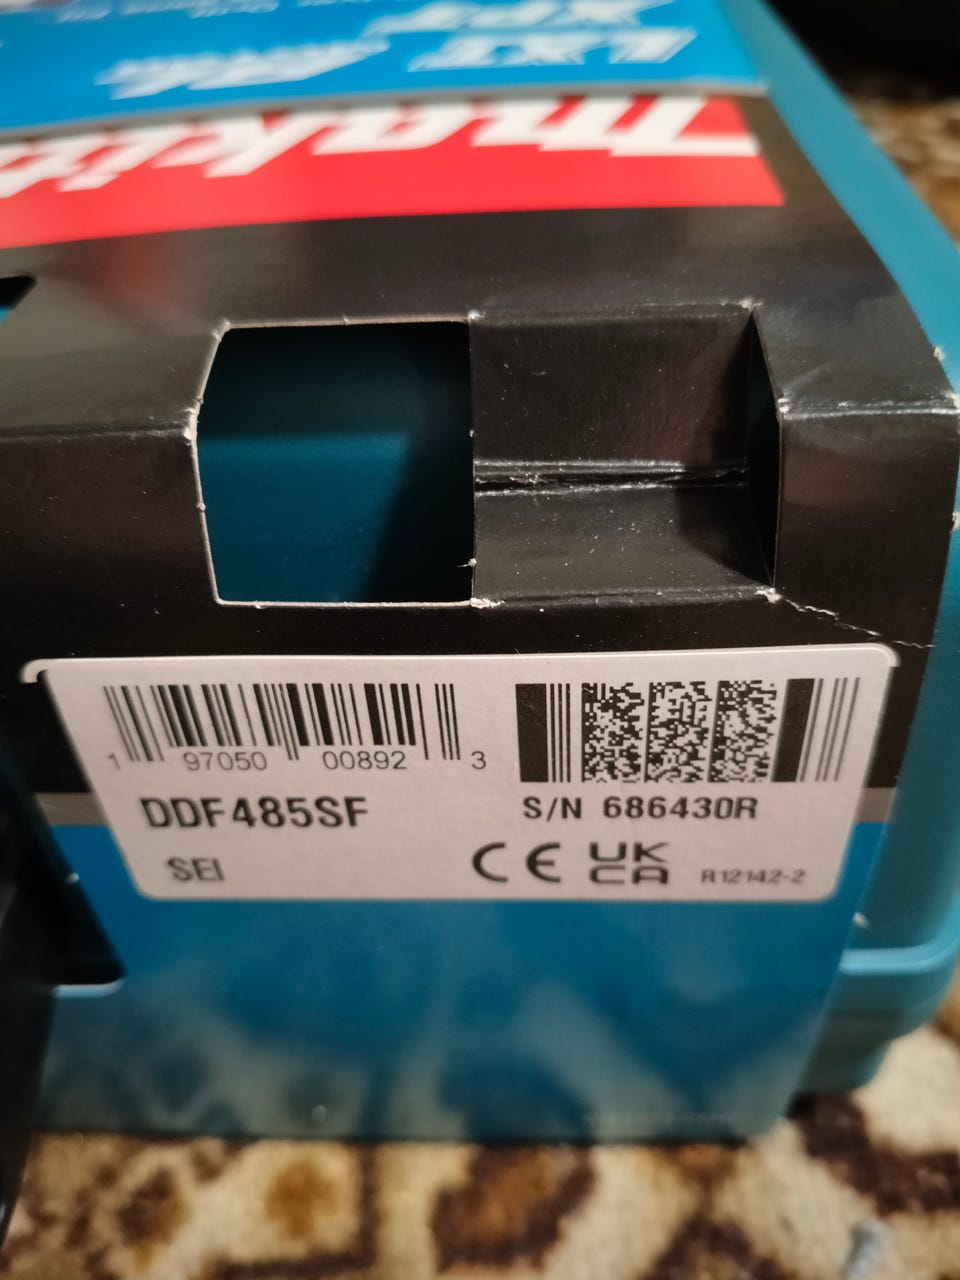 LXT
XPT
Makita
1 97050 00892 3
DDF485SF
S/N 686430R
SEI
CE UK
CA
R12142-2